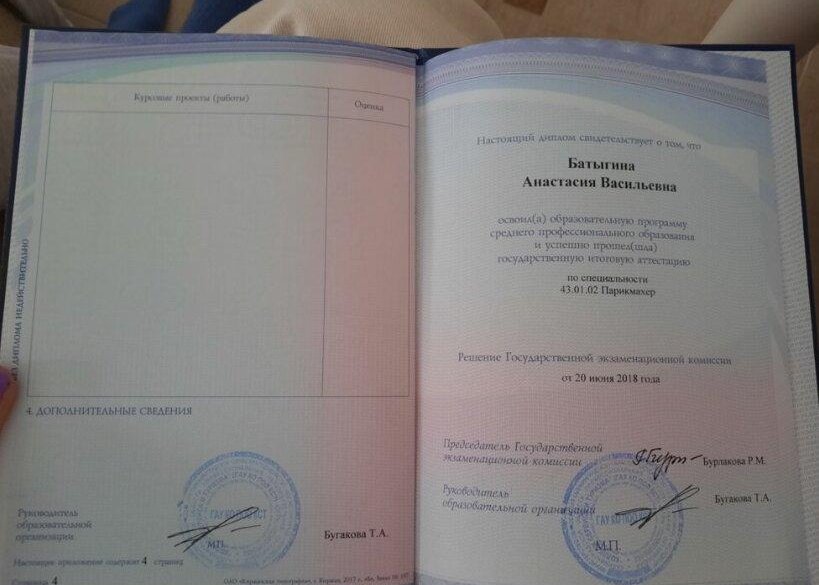 Курсовые проекты (работы)
Оценка
ДИПЛОМА НЕДЕЙСТВИТЕЛЬНО
4. ДОПОЛНИТЕЛЬНЫЕ СВЕДЕНИЯ
Руководитель
образовательной
организации
М.П.
Бугакова Т.А.
Настоящее приложение содержит 4 страниц
Страница 4
Настоящий диплом свидетельствует о том, что
Батыгина
Анастасия Васильевна
освоил(а) образовательную программу
среднего профессионального образования
и успешно прошел(шла)
государственную итоговую аттестацию
по специальности
43.01.02 Парикмахер
Решение Государственной экзаменационной комиссии
от 20 июня 2018 года
Председатель Государственной
экзаменационной комиссии
Бурлакова Р.М.
Руководитель
образовательной организации
Бугакова Т.А.
М.П.